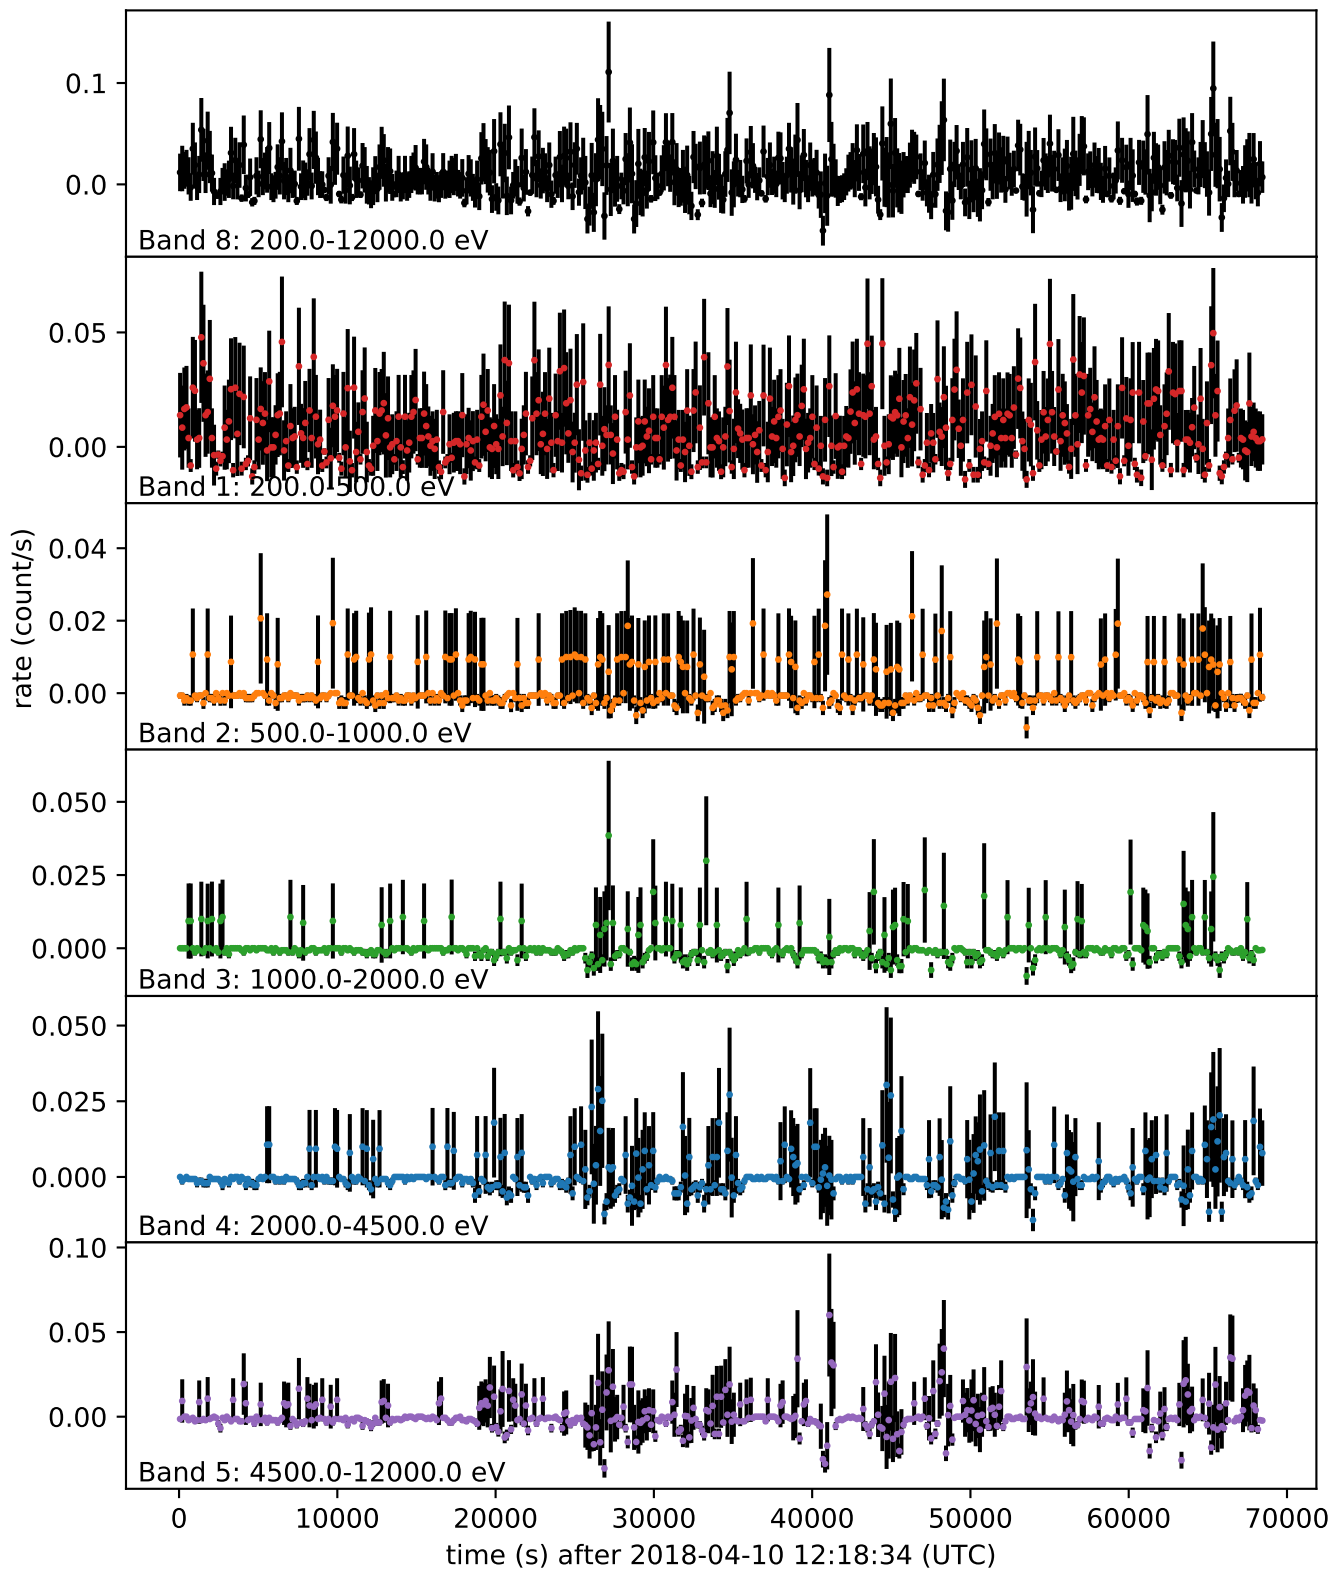 0.1
0.0
Band 8: 200.0-12000.0 eV
0.05
0.00
Band 1: 200.0-500.0 eV
0.04
0.02
0.00
Band 2: 500.0-1000.0 eV
rate (count/s)
0.050
0.025
0.000
Band 3: 1000.0-2000.0 eV
0.050
0.025
0.000
Band 4: 2000.0-4500.0 eV
0.10
0.05
0.00
Band 5: 4500.0-12000.0 eV
0 10000 20000 30000 40000 50000 60000 70000
time (s) after 2018-04-10 12:18:34 (UTC)